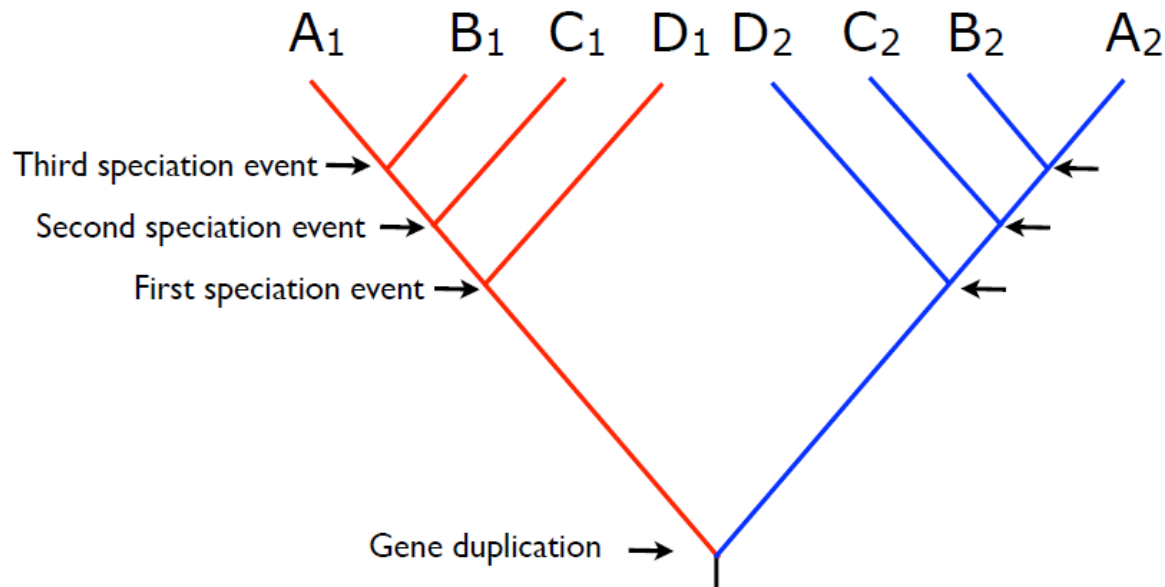 A₁ B₁ C₁ D₁ D₂ C₂ B₂ A₂
Third speciation event
Second speciation event
First speciation event
Gene duplication